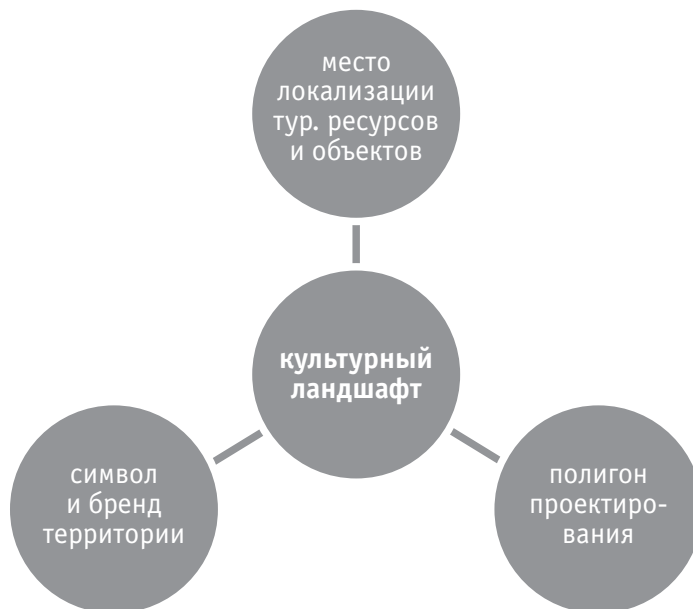 место
локализации
тур. ресурсов
и объектов
культурный
ландшафт
символ
и бренд
территории
полигон
проектиро-
вания